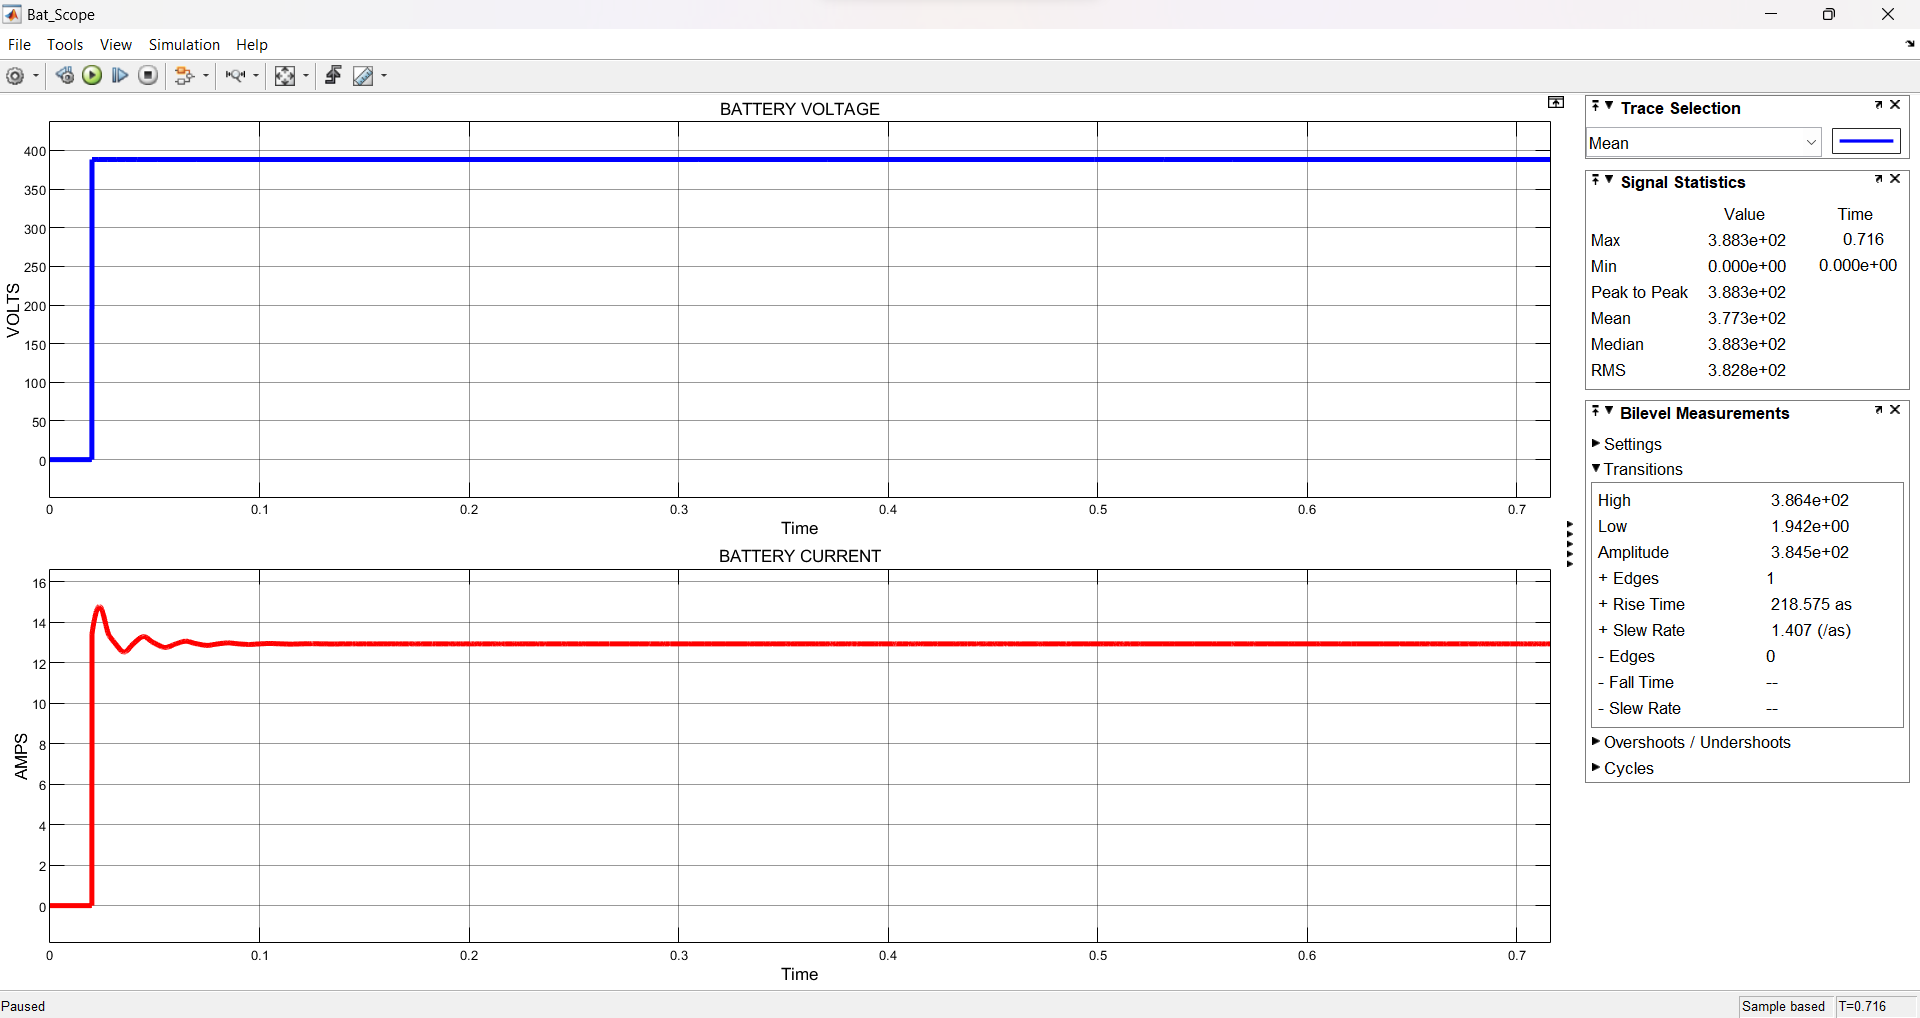 Bat_Scope
File Tools View Simulation Help
BATTERY VOLTAGE
VOLTS
400
350
300
250
200
150
100
50
0
0 0.1 0.2 0.3 0.4 0.5 0.6 0.7
Time
BATTERY CURRENT
AMPS
16
14
12
10
8
6
4
2
0
0 0.1 0.2 0.3 0.4 0.5 0.6 0.7
Time
Trace Selection
Mean
Signal Statistics
Value Time
Max 3.883e+02 0.716
Min 0.000e+00 0.000e+00
Peak to Peak 3.883e+02
Mean 3.773e+02
Median 3.883e+02
RMS 3.828e+02
Bilevel Measurements
Settings
Transitions
High 3.864e+02
Low 1.942e+00
Amplitude 3.845e+02
+ Edges 1
+ Rise Time 218.575 as
+ Slew Rate 1.407 (/as)
- Edges 0
- Fall Time --
- Slew Rate --
Overshoots / Undershoots
Cycles
Paused
Sample based T=0.716